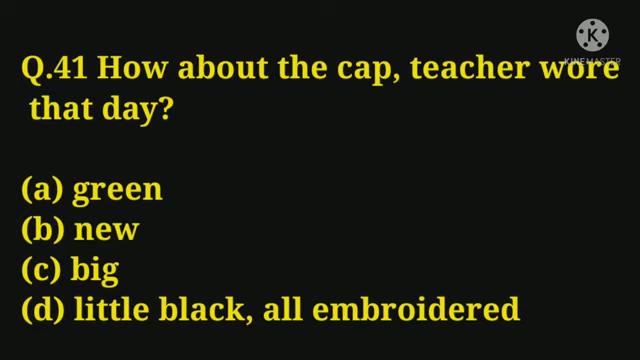 K
KINEMASTER
Q.41 How about the cap, teacher wore
that day?
(a) green
(b) new
(c) big
(d) little black, all embroidered